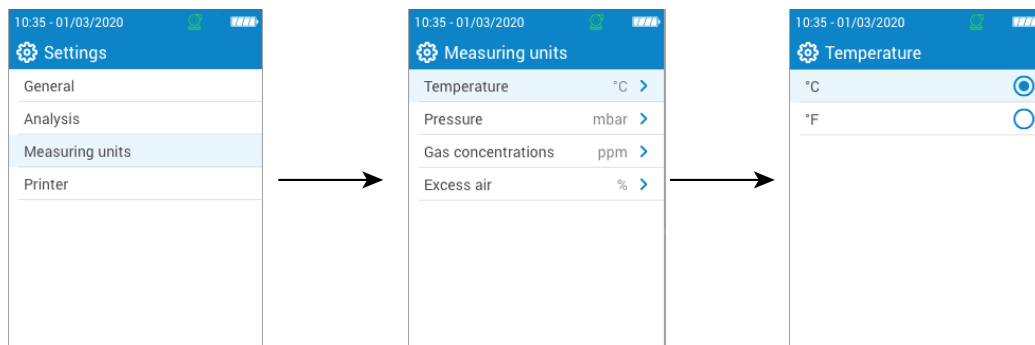 10:35 - 01/03/2020
Settings
General
Analysis
Measuring units
Printer
10:35 - 01/03/2020
Measuring units
Temperature °C
Pressure mbar
Gas concentrations ppm
Excess air %
10:35 - 01/03/2020
Temperature
°C
°F